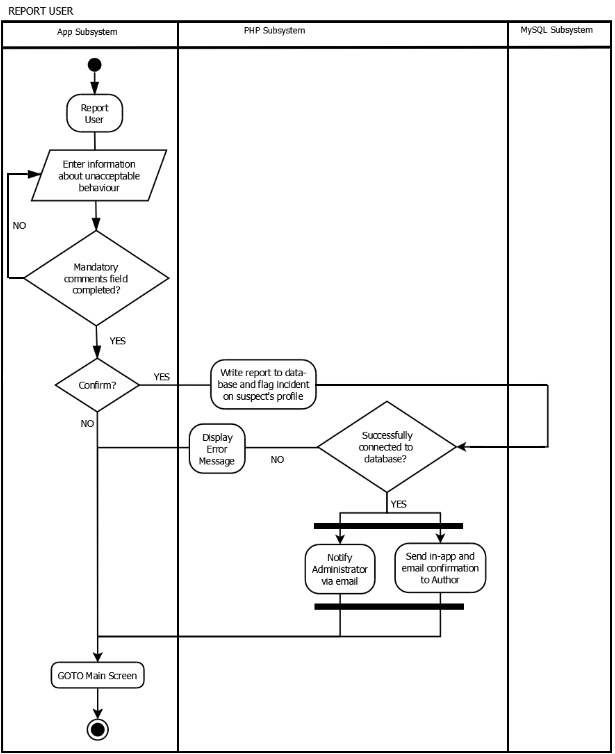 REPORT USER
App Subsystem
PHP Subsystem
MySQL Subsystem
Report
User
Enter information
about unacceptable
behaviour
NO
Mandatory
comments field
completed?
YES
Confirm?
YES
Write report to data-
base and flag incident
on suspect's profile
NO
Display
Error
Message
NO
Successfully
connected to
database?
YES
Notify
Administrator
via email
Send in-app and
email confirmation
to Author
GOTO Main Screen